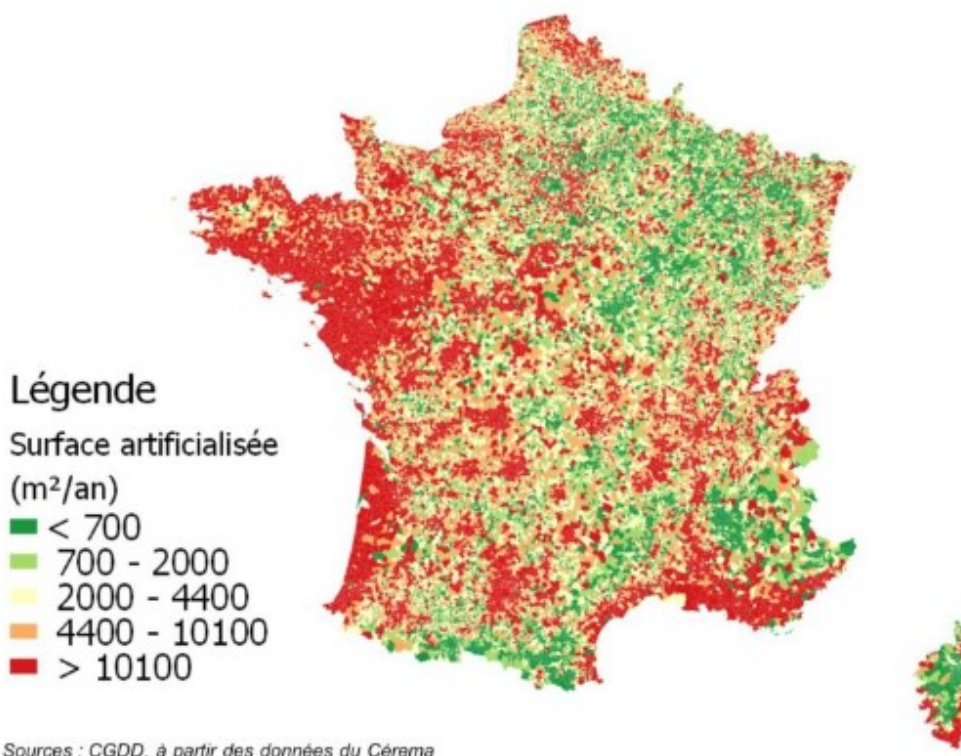 Légende
Surface artificialisée
(m²/an)
< 700
700 - 2000
2000 - 4400
4400 - 10100
> 10100
Sources : CGDD, à partir des données du Cérema